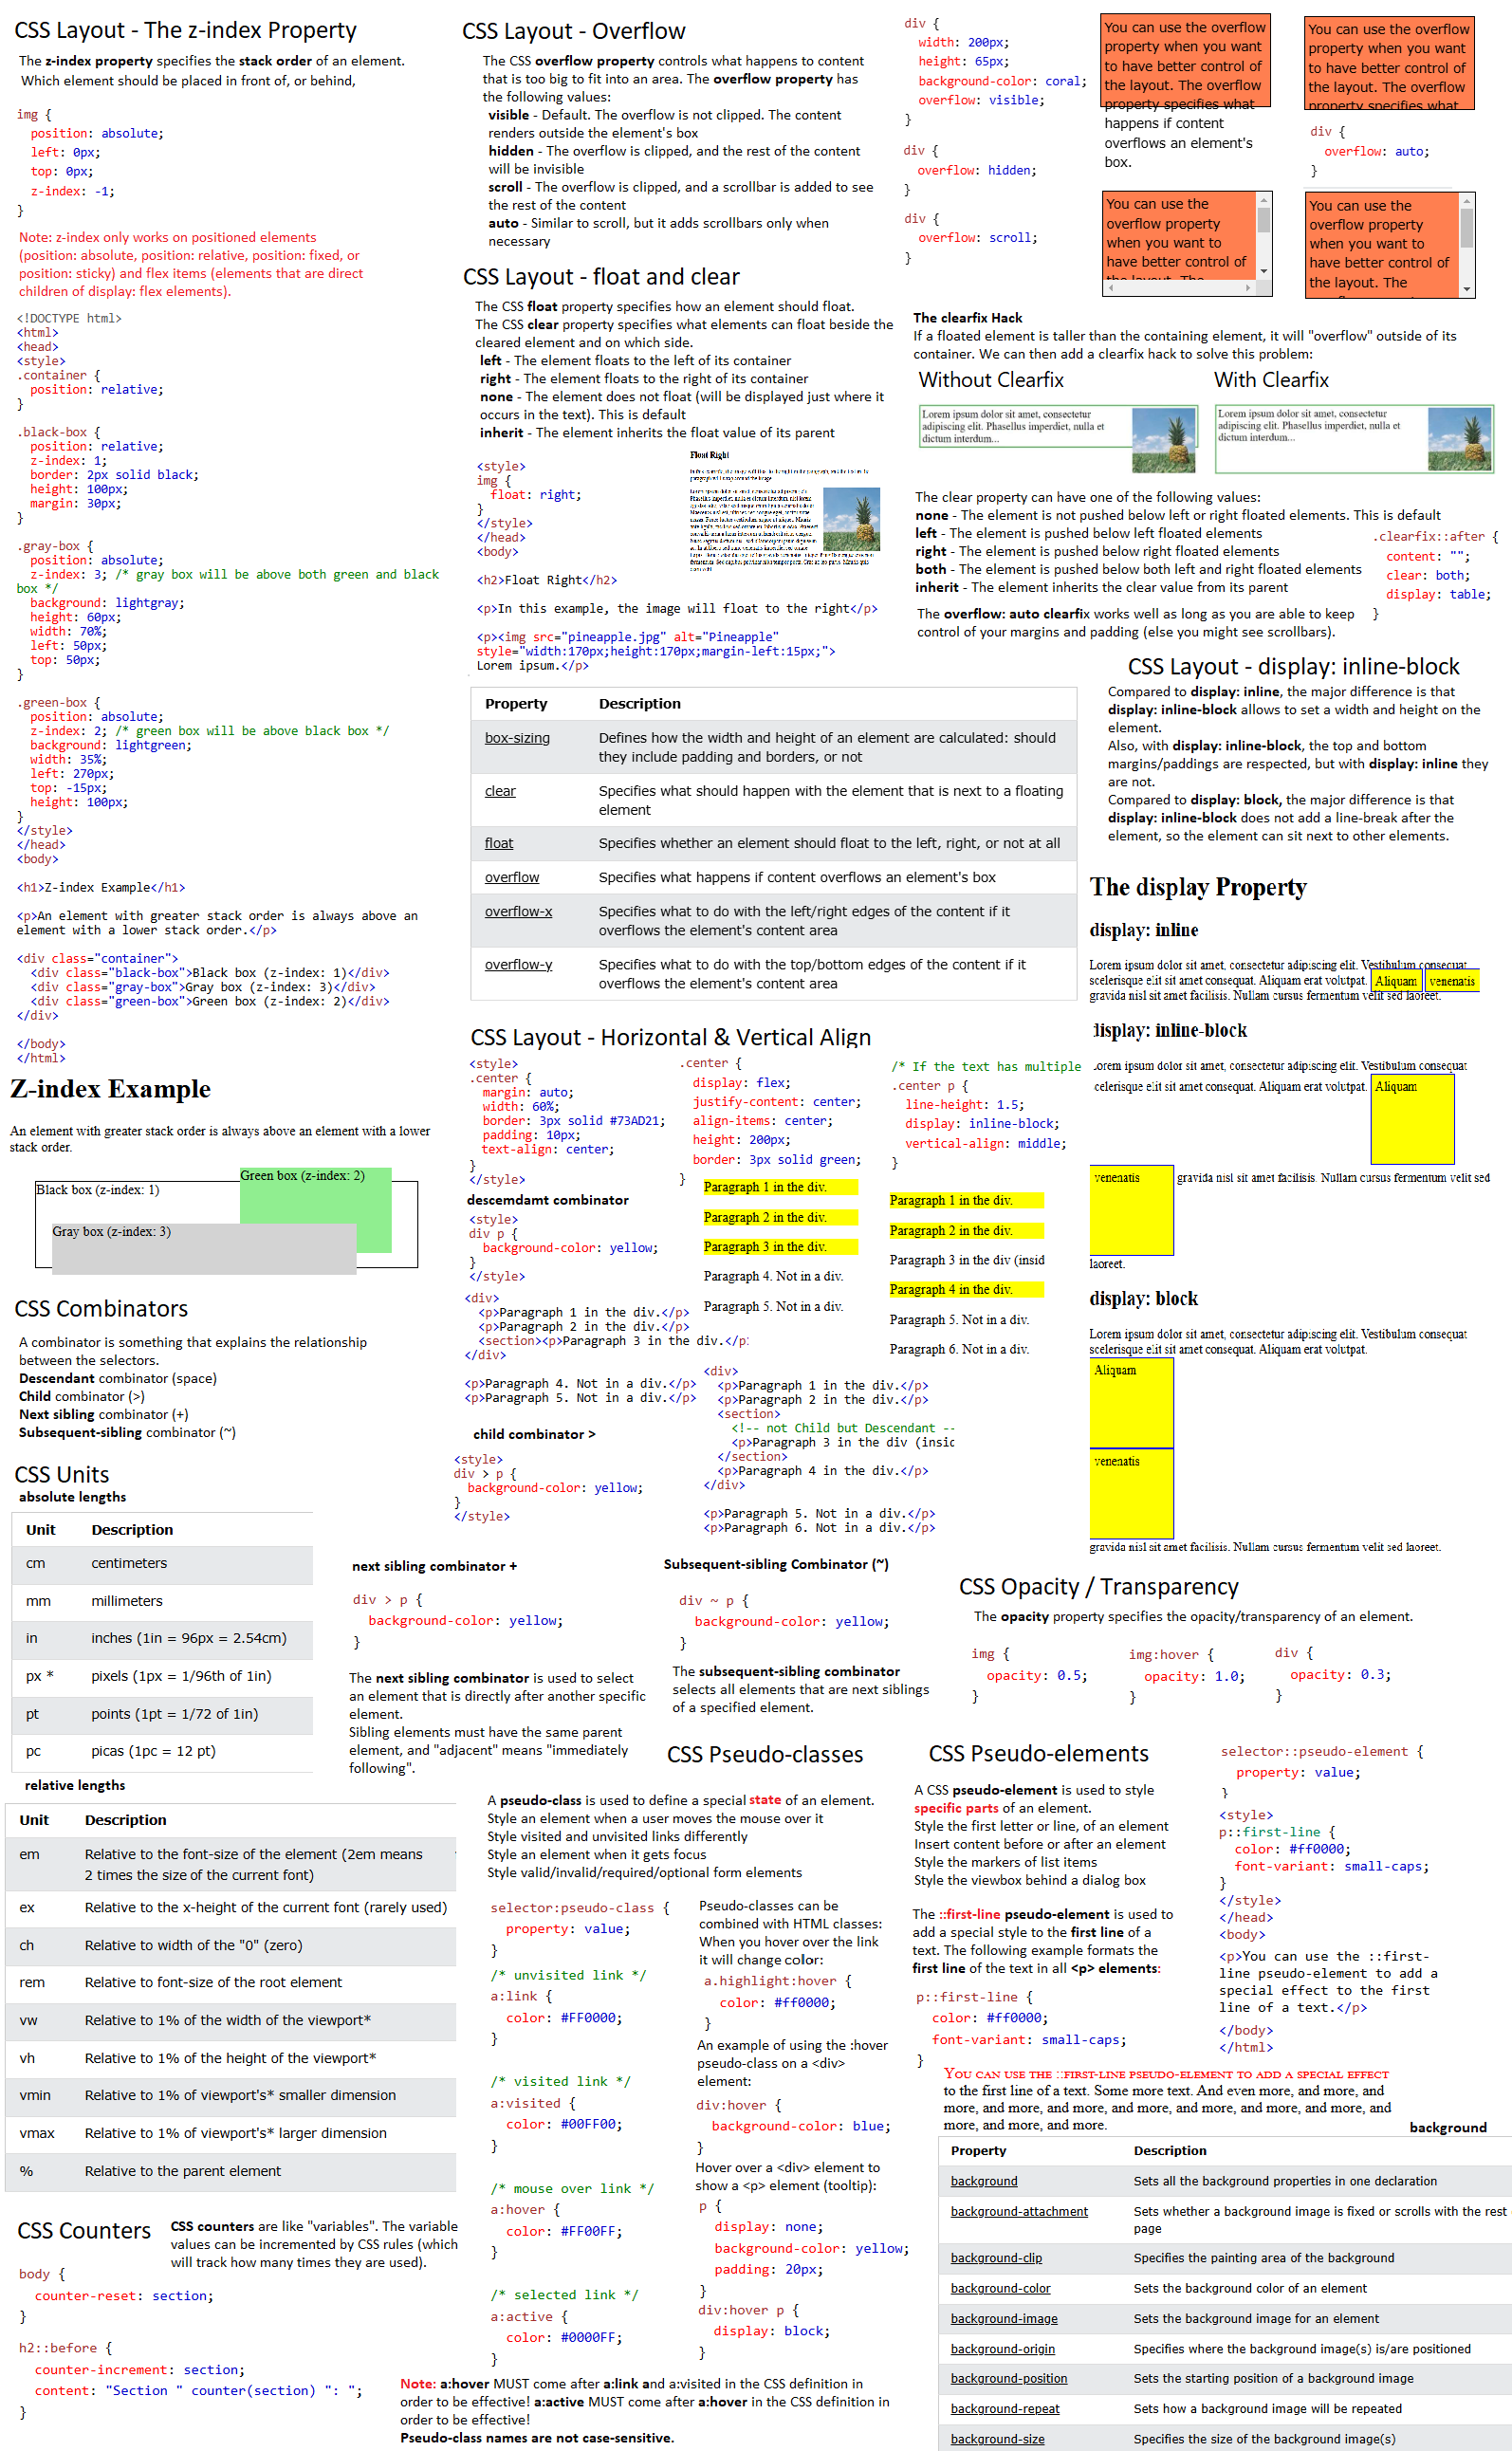 CSS Layout - The z-index Property
The z-index property specifies the stack order of an element.
Which element should be placed in front of, or behind,
img {
position: absolute;
left: 0px;
top: 0px;
z-index: -1;
}
Note: z-index only works on positioned elements
(position: absolute, position: relative, position: fixed, or
position: sticky) and flex items (elements that are direct
children of display: flex elements).
<!DOCTYPE html>
<html>
<head>
<style>
.container {
position: relative;
}
.black-box {
position: relative;
z-index: 1;
border: 2px solid black;
height: 100px;
margin: 30px;
}
.gray-box {
position: absolute;
z-index: 3; /* gray box will be above both green and black
box */
background: lightgray;
height: 60px;
width: 70%;
left: 50px;
top: 50px;
}
.green-box {
position: absolute;
z-index: 2; /* green box will be above black box */
background: lightgreen;
width: 35%;
left: 270px;
top: -15px;
height: 100px;
}
</style>
</head>
<body>
<h1>Z-index Example</h1>
<p>An element with greater stack order is always above an
element with a lower stack order.</p>
<div class="container">
<div class="black-box">Black box (z-index: 1)</div>
<div class="gray-box">Gray box (z-index: 3)</div>
<div class="green-box">Green box (z-index: 2)</div>
</div>
</body>
</html>
Z-index Example
An element with greater stack order is always above an element with a lower
stack order.
Green box (z-index: 2)
Black box (z-index: 1)
Gray box (z-index: 3)
CSS Combinators
A combinator is something that explains the relationship
between the selectors.
Descendant combinator (space)
Child combinator (>)
Next sibling combinator (+)
Subsequent-sibling combinator (~)
CSS Units
absolute lengths
Unit Description
cm centimeters
mm millimeters
in inches (1in = 96px = 2.54cm)
px * pixels (1px = 1/96th of 1in)
pt points (1pt = 1/72 of 1in)
pc picas (1pc = 12 pt)
relative lengths
Unit Description
em Relative to the font-size of the element (2em means
2 times the size of the current font)
ex Relative to the x-height of the current font (rarely used)
ch Relative to width of the "0" (zero)
rem Relative to font-size of the root element
vw Relative to 1% of the width of the viewport*
vh Relative to 1% of the height of the viewport*
vmin Relative to 1% of viewport's* smaller dimension
vmax Relative to 1% of viewport's* larger dimension
% Relative to the parent element
CSS Counters
CSS counters are like "variables". The variable
values can be incremented by CSS rules (which
will track how many times they are used).
body {
counter-reset: section;
}
h2::before {
counter-increment: section;
content: "Section " counter(section) ": ";
}
CSS Layout - Overflow
The CSS overflow property controls what happens to content
that is too big to fit into an area. The overflow property has
the following values:
visible - Default. The overflow is not clipped. The content
renders outside the element's box
hidden - The overflow is clipped, and the rest of the content
will be invisible
scroll - The overflow is clipped, and a scrollbar is added to see
the rest of the content
auto - Similar to scroll, but it adds scrollbars only when
necessary
div {
width: 200px;
height: 65px;
background-color: coral;
overflow: visible;
}
div {
overflow: hidden;
}
div {
overflow: scroll;
}
You can use the overflow
property when you want
to have better control of
the layout. The overflow
property specifies what
happens if content
overflows an element's
box.
You can use the overflow
property when you want
to have better control of
the layout. The overflow
property specifies what
div {
overflow: auto;
}
You can use the
overflow property
when you want to
have better control of
the layout. The
You can use the
overflow property
when you want to
have better control of
the layout. The
CSS Layout - float and clear
The CSS float property specifies how an element should float.
The CSS clear property specifies what elements can float beside the
cleared element and on which side.
left - The element floats to the left of its container
right - The element floats to the right of its container
none - The element does not float (will be displayed just where it
occurs in the text). This is default
inherit - The element inherits the float value of its parent
<style>
img {
float: right;
}
</style>
</head>
<body>
<h2>Float Right</h2>
<p>In this example, the image will float to the right</p>
<p><img src="pineapple.jpg" alt="Pineapple"
style="width:170px;height:170px;margin-left:15px;">
Lorem ipsum.</p>
Float Right
The clearfix Hack
If a floated element is taller than the containing element, it will "overflow" outside of its
container. We can then add a clearfix hack to solve this problem:
Without Clearfix
Lorem ipsum dolor sit amet, consectetur
adipiscing elit. Phasellus imperdiet, nulla et
dictum interdum...
With Clearfix
Lorem ipsum dolor sit amet, consectetur
adipiscing elit. Phasellus imperdiet, nulla et
dictum interdum...
The clear property can have one of the following values:
none - The element is not pushed below left or right floated elements. This is default
left - The element is pushed below left floated elements
right - The element is pushed below right floated elements
both - The element is pushed below both left and right floated elements
inherit - The element inherits the clear value from its parent
.clearfix::after {
content: "";
clear: both;
display: table;
}
The overflow: auto clearfix works well as long as you are able to keep
control of your margins and padding (else you might see scrollbars).
Property Description
box-sizing Defines how the width and height of an element are calculated: should
they include padding and borders, or not
clear Specifies what should happen with the element that is next to a floating
element
float Specifies whether an element should float to the left, right, or not at all
overflow Specifies what happens if content overflows an element's box
overflow-x Specifies what to do with the left/right edges of the content if it
overflows the element's content area
overflow-y Specifies what to do with the top/bottom edges of the content if it
overflows the element's content area
CSS Layout - display: inline-block
Compared to display: inline, the major difference is that
display: inline-block allows to set a width and height on the
element.
Also, with display: inline-block, the top and bottom
margins/paddings are respected, but with display: inline they
are not.
Compared to display: block, the major difference is that
display: inline-block does not add a line-break after the
element, so the element can sit next to other elements.
The display Property
display: inline
Lorem ipsum dolor sit amet, consectetur adipiscing elit. Vestibulum consequat
scelerisque elit sit amet consequat. Aliquam erat volutpat. Aliquam venenatis
gravida nisl sit amet facilisis. Nullam cursus fermentum velit sed laoreet.
display: inline-block
Lorem ipsum dolor sit amet, consectetur adipiscing elit. Vestibulum consequat
scelerisque elit sit amet consequat. Aliquam erat volutpat. Aliquam
venenatis gravida nisl sit amet facilisis. Nullam cursus fermentum velit sed
laoreet.
display: block
Lorem ipsum dolor sit amet, consectetur adipiscing elit. Vestibulum consequat
scelerisque elit sit amet consequat. Aliquam erat volutpat.
Aliquam
venenatis
gravida nisl sit amet facilisis. Nullam cursus fermentum velit sed laoreet.
CSS Layout - Horizontal & Vertical Align
<style>
.center {
margin: auto;
width: 60%;
border: 3px solid #73AD21;
padding: 10px;
text-align: center;
}
</style>
.center {
display: flex;
justify-content: center;
align-items: center;
height: 200px;
border: 3px solid green;
}
/* If the text has multiple
.center p {
line-height: 1.5;
display: inline-block;
vertical-align: middle;
}
descemdamt combinator
<style>
div p {
background-color: yellow;
}
</style>
<div>
<p>Paragraph 1 in the div.</p>
<p>Paragraph 2 in the div.</p>
<section><p>Paragraph 3 in the div.</p>
</div>
<p>Paragraph 4. Not in a div.</p>
<p>Paragraph 5. Not in a div.</p>
Paragraph 1 in the div.
Paragraph 2 in the div.
Paragraph 3 in the div.
Paragraph 4. Not in a div.
Paragraph 5. Not in a div.
Paragraph 1 in the div.
Paragraph 2 in the div.
Paragraph 3 in the div (insid
Paragraph 4 in the div.
Paragraph 5. Not in a div.
Paragraph 6. Not in a div.
child combinator >
<style>
div > p {
background-color: yellow;
}
</style>
<div>
<p>Paragraph 1 in the div.</p>
<p>Paragraph 2 in the div.</p>
<section>
<!-- not Child but Descendant --
<p>Paragraph 3 in the div (insic
</section>
<p>Paragraph 4 in the div.</p>
</div>
<p>Paragraph 5. Not in a div.</p>
<p>Paragraph 6. Not in a div.</p>
next sibling combinator +
div > p {
background-color: yellow;
}
The next sibling combinator is used to select
an element that is directly after another specific
element.
Sibling elements must have the same parent
element, and "adjacent" means "immediately
following".
Subsequent-sibling Combinator (~)
div ~ p {
background-color: yellow;
}
The subsequent-sibling combinator
selects all elements that are next siblings
of a specified element.
CSS Opacity / Transparency
The opacity property specifies the opacity/transparency of an element.
img {
opacity: 0.5;
}
img:hover {
opacity: 1.0;
}
div {
opacity: 0.3;
}
CSS Pseudo-classes
A pseudo-class is used to define a special state of an element.
Style an element when a user moves the mouse over it
Style visited and unvisited links differently
Style an element when it gets focus
Style valid/invalid/required/optional form elements
selector:pseudo-class {
property: value;
}
/* unvisited link */
a:link {
color: #FF0000;
}
/* visited link */
a:visited {
color: #00FF00;
}
/* mouse over link */
a:hover {
color: #FF00FF;
}
/* selected link */
a:active {
color: #0000FF;
}
Pseudo-classes can be
combined with HTML classes:
When you hover over the link
it will change color:
a.highlight:hover {
color: #ff0000;
}
An example of using the :hover
pseudo-class on a <div>
element:
div:hover {
background-color: blue;
}
Hover over a <div> element to
show a <p> element (tooltip):
p {
display: none;
background-color: yellow;
padding: 20px;
}
div:hover p {
display: block;
}
Note: a:hover MUST come after a:link and a:visited in the CSS definition in
order to be effective! a:active MUST come after a:hover in the CSS definition in
order to be effective!
Pseudo-class names are not case-sensitive.
CSS Pseudo-elements
A CSS pseudo-element is used to style
specific parts of an element.
Style the first letter or line, of an element
Insert content before or after an element
Style the markers of list items
Style the viewbox behind a dialog box
The ::first-line pseudo-element is used to
add a special style to the first line of a
text. The following example formats the
first line of the text in all <p> elements:
p::first-line {
color: #ff0000;
font-variant: small-caps;
}
selector::pseudo-element {
property: value;
}
<style>
p::first-line {
color: #ff0000;
font-variant: small-caps;
}
</style>
</head>
<body>
<p>You can use the ::first-
line pseudo-element to add a
special effect to the first
line of a text.</p>
</body>
</html>
You can use the ::first-line pseudo-element to add a special effect
to the first line of a text. Some more text. And even more, and more, and
more, and more, and more, and more, and more, and more, and more, and
more, and more, and more.
background
Property Description
background Sets all the background properties in one declaration
background-attachment Sets whether a background image is fixed or scrolls with the rest
page
background-clip Specifies the painting area of the background
background-color Sets the background color of an element
background-image Sets the background image for an element
background-origin Specifies where the background image(s) is/are positioned
background-position Sets the starting position of a background image
background-repeat Sets how a background image will be repeated
background-size Specifies the size of the background image(s)